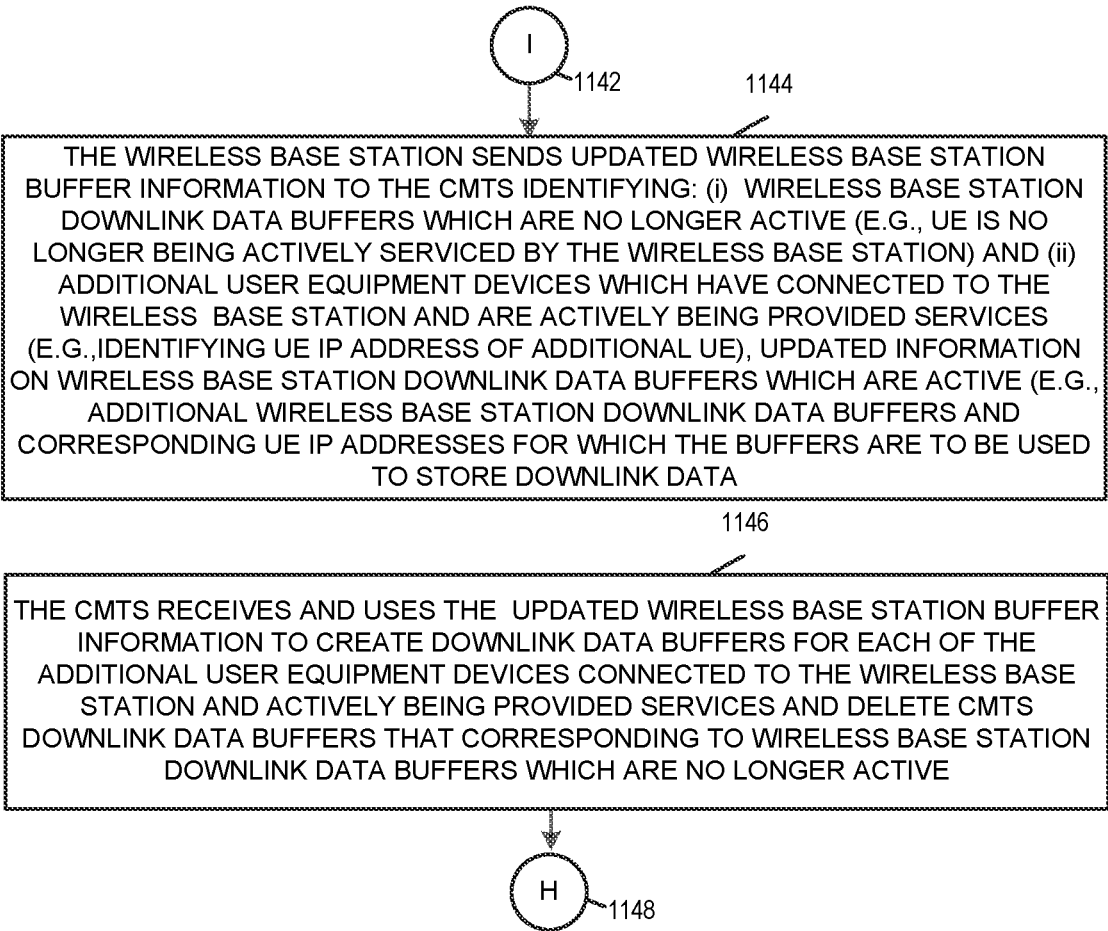 I
1142
1144
THE WIRELESS BASE STATION SENDS UPDATED WIRELESS BASE STATION
BUFFER INFORMATION TO THE CMTS IDENTIFYING: (i) WIRELESS BASE STATION
DOWNLINK DATA BUFFERS WHICH ARE NO LONGER ACTIVE (E.G., UE IS NO
LONGER BEING ACTIVELY SERVICED BY THE WIRELESS BASE STATION) AND (ii)
ADDITIONAL USER EQUIPMENT DEVICES WHICH HAVE CONNECTED TO THE
WIRELESS BASE STATION AND ARE ACTIVELY BEING PROVIDED SERVICES
(E.G.,IDENTIFYING UE IP ADDRESS OF ADDITIONAL UE), UPDATED INFORMATION
ON WIRELESS BASE STATION DOWNLINK DATA BUFFERS WHICH ARE ACTIVE (E.G.,
ADDITIONAL WIRELESS BASE STATION DOWNLINK DATA BUFFERS AND
CORRESPONDING UE IP ADDRESSES FOR WHICH THE BUFFERS ARE TO BE USED
TO STORE DOWNLINK DATA
1146
THE CMTS RECEIVES AND USES THE UPDATED WIRELESS BASE STATION BUFFER
INFORMATION TO CREATE DOWNLINK DATA BUFFERS FOR EACH OF THE
ADDITIONAL USER EQUIPMENT DEVICES CONNECTED TO THE WIRELESS BASE
STATION AND ACTIVELY BEING PROVIDED SERVICES AND DELETE CMTS
DOWNLINK DATA BUFFERS THAT CORRESPONDING TO WIRELESS BASE STATION
DOWNLINK DATA BUFFERS WHICH ARE NO LONGER ACTIVE
H
1148